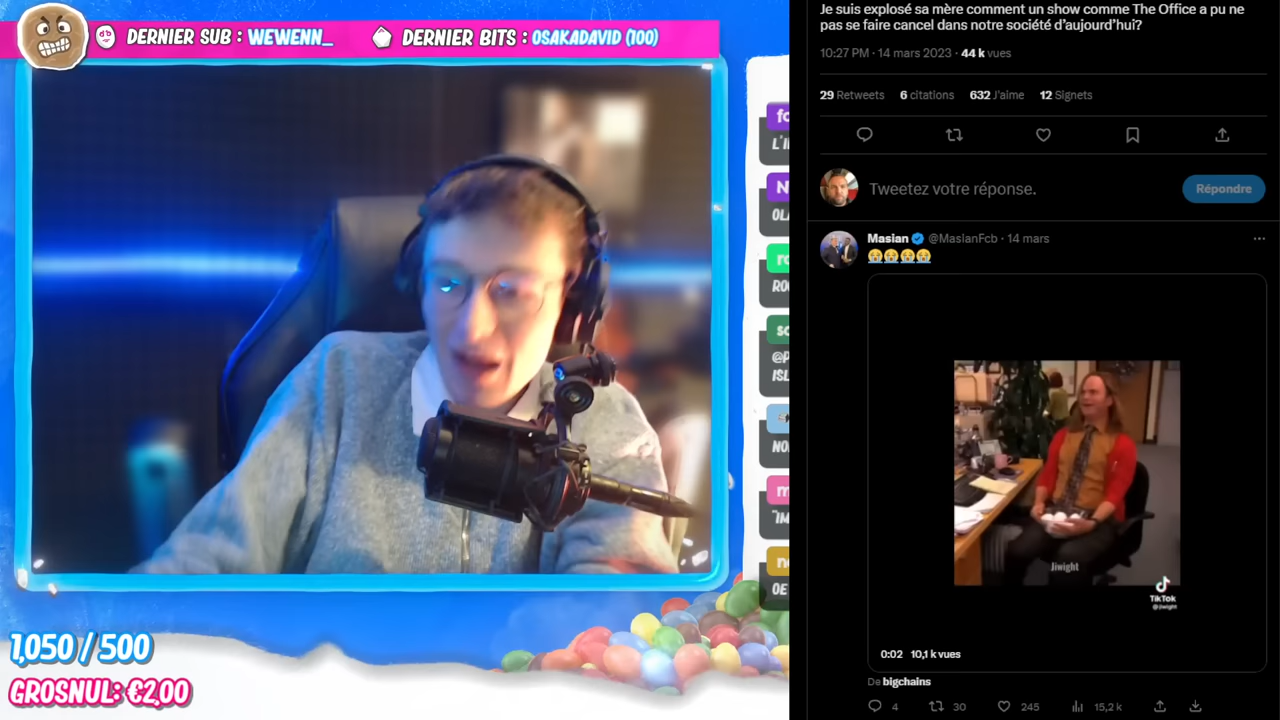 DERNIER SUB : WEWENN_
DERNIER BITS : OSAKADAVID (100)
1,050 / 500
GROSNUL: €2,00
Je suis explosé sa mère comment un show comme The Office a pu ne
pas se faire cancel dans notre société d'aujourd'hui?
10:27 PM · 14 mars 2023 · 44 k vues
29 Retweets 6 citations 632 J'aime 12 Signets
Tweetez votre réponse.
Répondre
Masian @MasianFcb · 14 mars
😭😭😭😭
Jiwight
TikTok
@jiwight
0:02 10,1 k vues
De bigchains
4 30 245 15,2 k